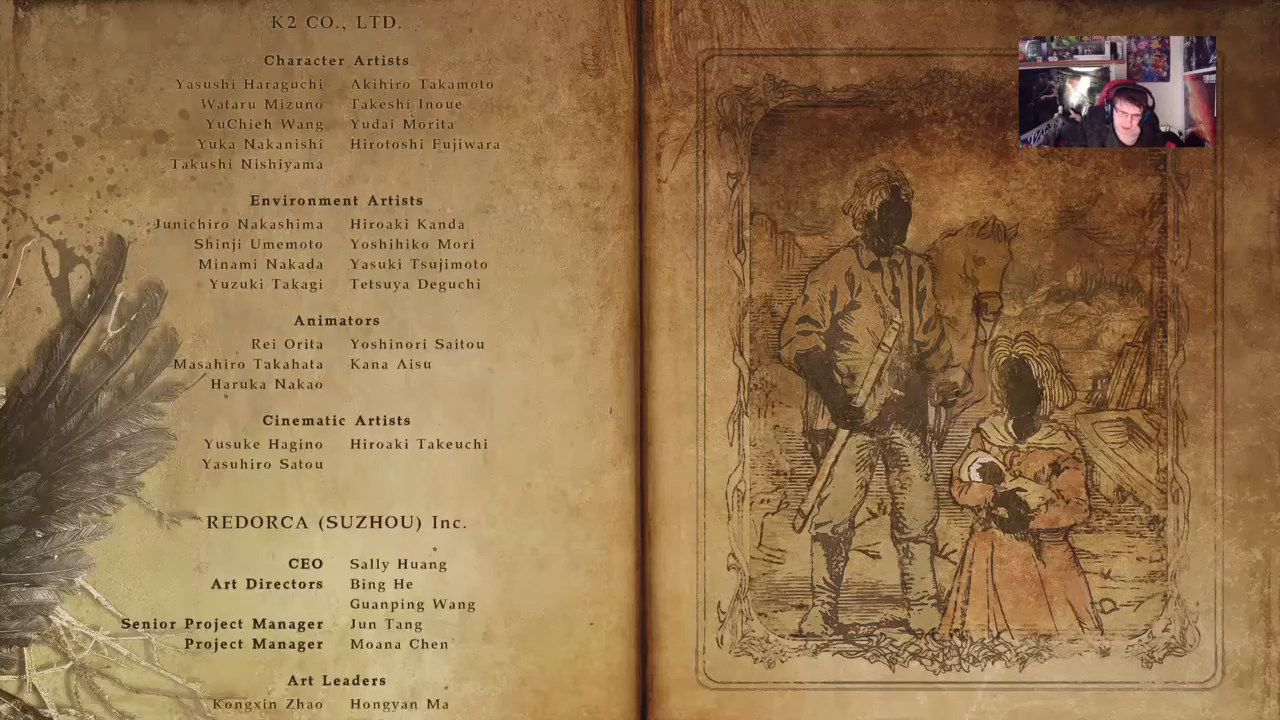 K2 CO., LTD.
Character Artists
Yasushi Haraguchi Akihiro Takamoto
Wataru Mizuno Takeshi Inoue
YuChieh Wang Yudai Morita
Yuka Nakanishi Hirotoshi Fujiwara
Takushi Nishiyama
Environment Artists
Junichiro Nakashima Hiroaki Kanda
Shinji Umemoto Yoshihiko Mori
Minami Nakada Yasuki Tsujimoto
Yuzuki Takagi Tetsuya Deguchi
Animators
Rei Orita Yoshinori Saitou
Masahiro Takahata Kana Aisu
Haruka Nakao
Cinematic Artists
Yusuke Hagino Hiroaki Takeuchi
Yasuhiro Satou
REDORCA (SUZHOU) Inc.
CEO Sally Huang
Art Directors Bing He
Guanping Wang
Senior Project Manager Jun Tang
Project Manager Moana Chen
Art Leaders
Kongxin Zhao Hongyan Ma